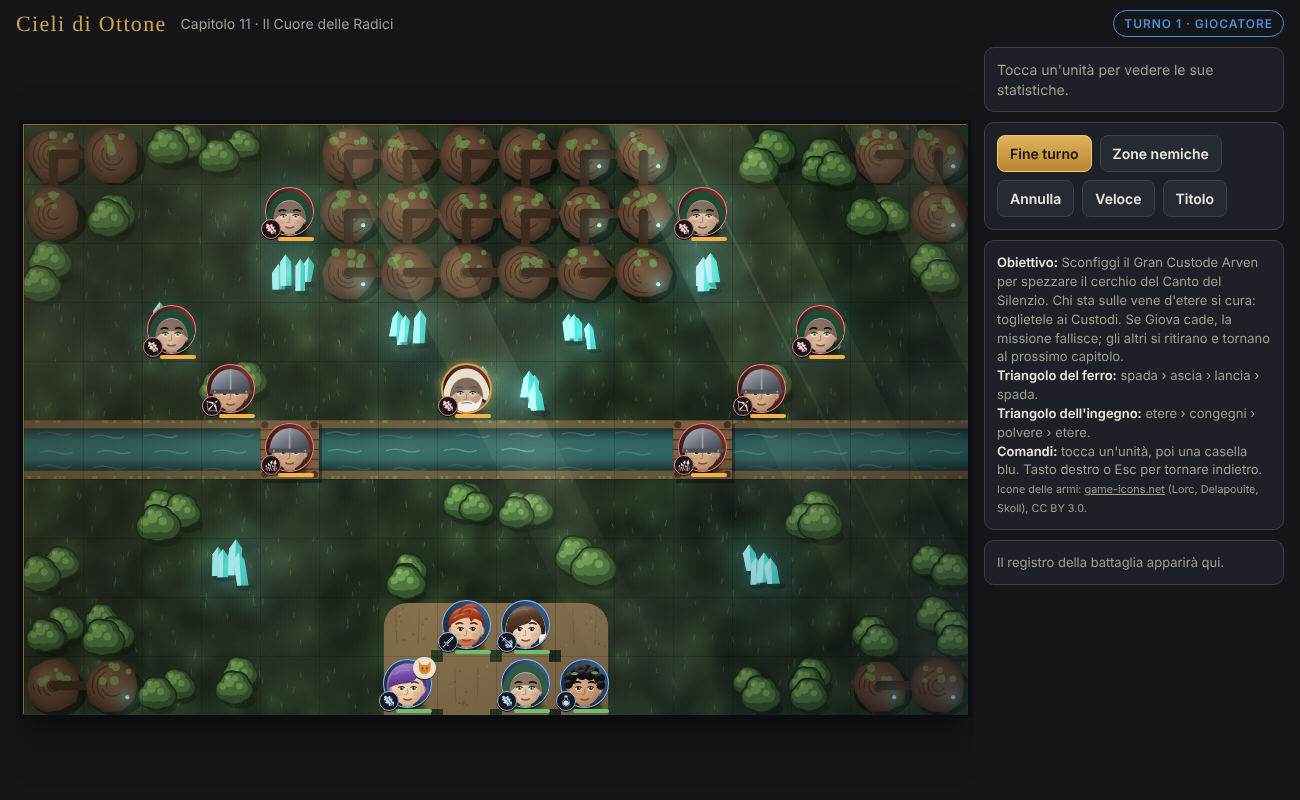 Cieli di Ottone
Capitolo 11 · Il Cuore delle Radici
TURNO 1 · GIOCATORE
Tocca un'unità per vedere le sue
statistiche.
Fine turno
Zone nemiche
Annulla
Veloce
Titolo
Obiettivo: Sconfiggi il Gran Custode Arven
per spezzare il cerchio del Canto del
Silenzio. Chi sta sulle vene d'etere si cura:
toglietele ai Custodi. Se Giova cade, la
missione fallisce; gli altri si ritirano e tornano
al prossimo capitolo.
Triangolo del ferro: spada › ascia › lancia ›
spada.
Triangolo dell'ingegno: etere › congegni ›
polvere › etere.
Comandi: tocca un'unità, poi una casella
blu. Tasto destro o Esc per tornare indietro.
Icone delle armi: game-icons.net (Lorc, Delapouite,
Skoll), CC BY 3.0.
Il registro della battaglia apparirà qui.